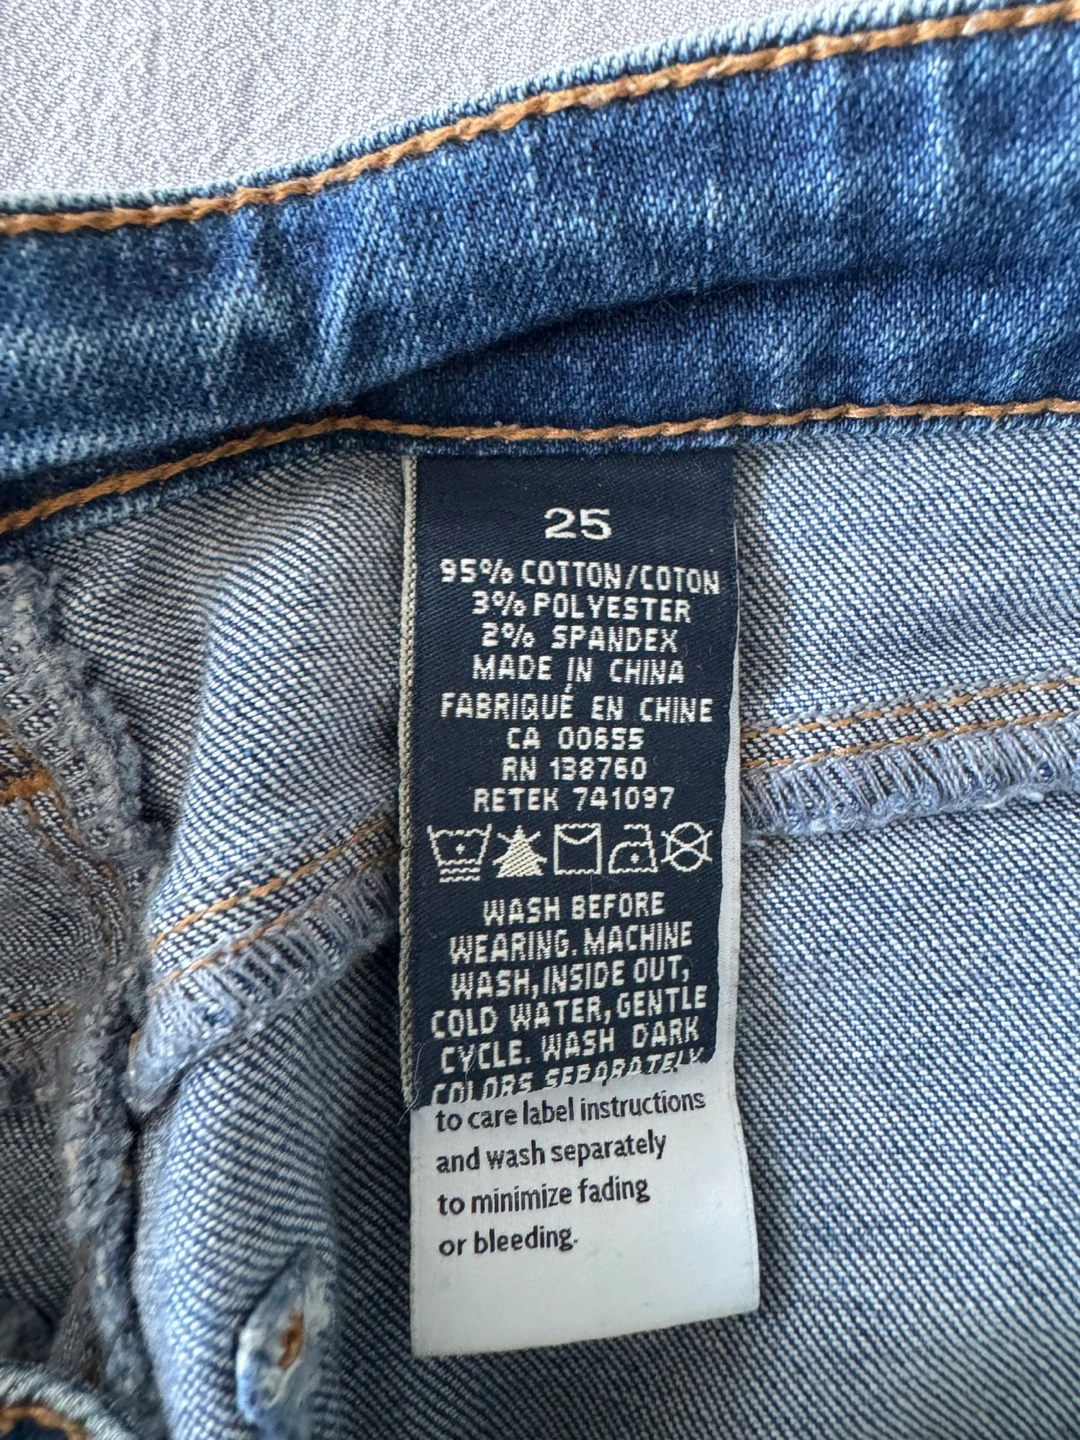 25
95% COTTON/COTON
3% POLYESTER
2% SPANDEX
MADE IN CHINA
FABRIQUÉ EN CHINE
CA 00655
RN 138760
RETEK 741097
WASH BEFORE
WEARING. MACHINE
WASH, INSIDE OUT,
COLD WATER, GENTLE
CYCLE. WASH DARK
COLORS SEPARATELY.
to care label instructions
and wash separately
to minimize fading
or bleeding.